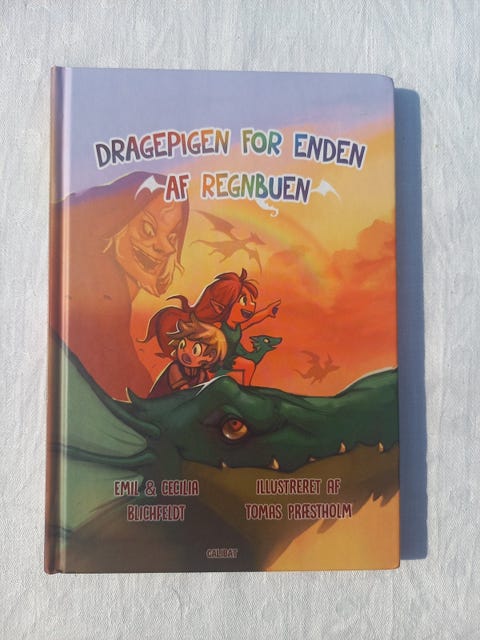 DRAGEPIGEN FOR ENDEN
AF REGNBUEN
EMIL & CECILIA
BLICHFELDT
ILLUSTRERET AF
TOMAS PRÆSTHOLM
CALIBAT